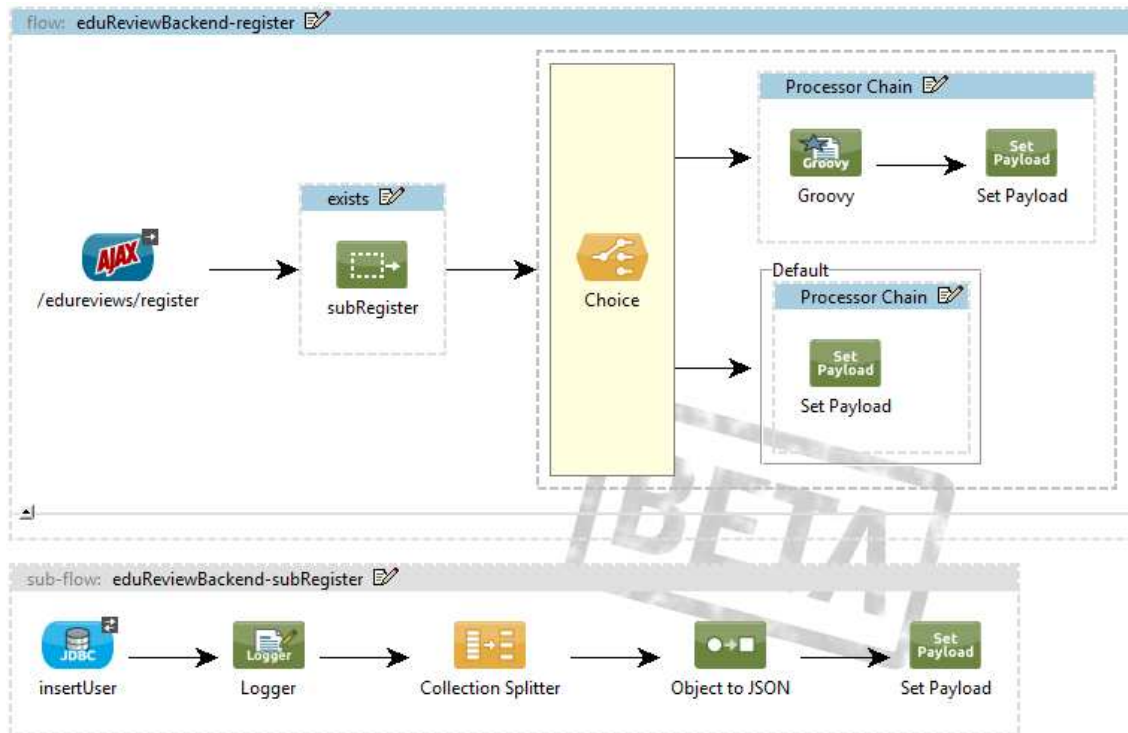 flow: eduReviewBackend-register
Processor Chain
Groovy
Set
Payload
Groovy
Set Payload
exists
AJAX
/edureviews/register
subRegister
Choice
Default
Processor Chain
Set
Payload
Set Payload
BETA
sub-flow: eduReviewBackend-subRegister
JDBC
Logger
Set
Payload
insertUser
Logger
Collection Splitter
Object to JSON
Set Payload